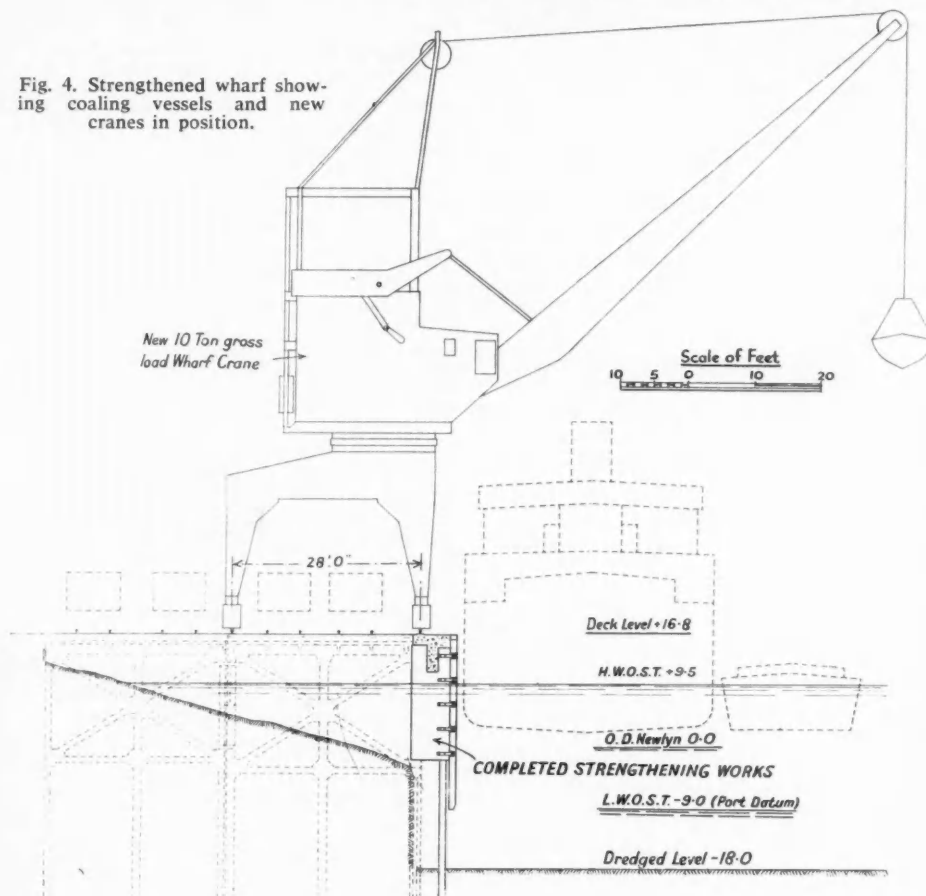 Fig. 4. Strengthened wharf show-
ing coaling vessels and new
cranes in position.
New 10 Ton gross
load Wharf Crane
Scale of Feet
10 5 0 10 20
28'0"
Deck Level +16·8
H.W.O.S.T. +9·5
O.D. Newlyn 0·0
COMPLETED STRENGTHENING WORKS
L.W.O.S.T. -9·0 (Port Datum)
Dredged Level -18·0